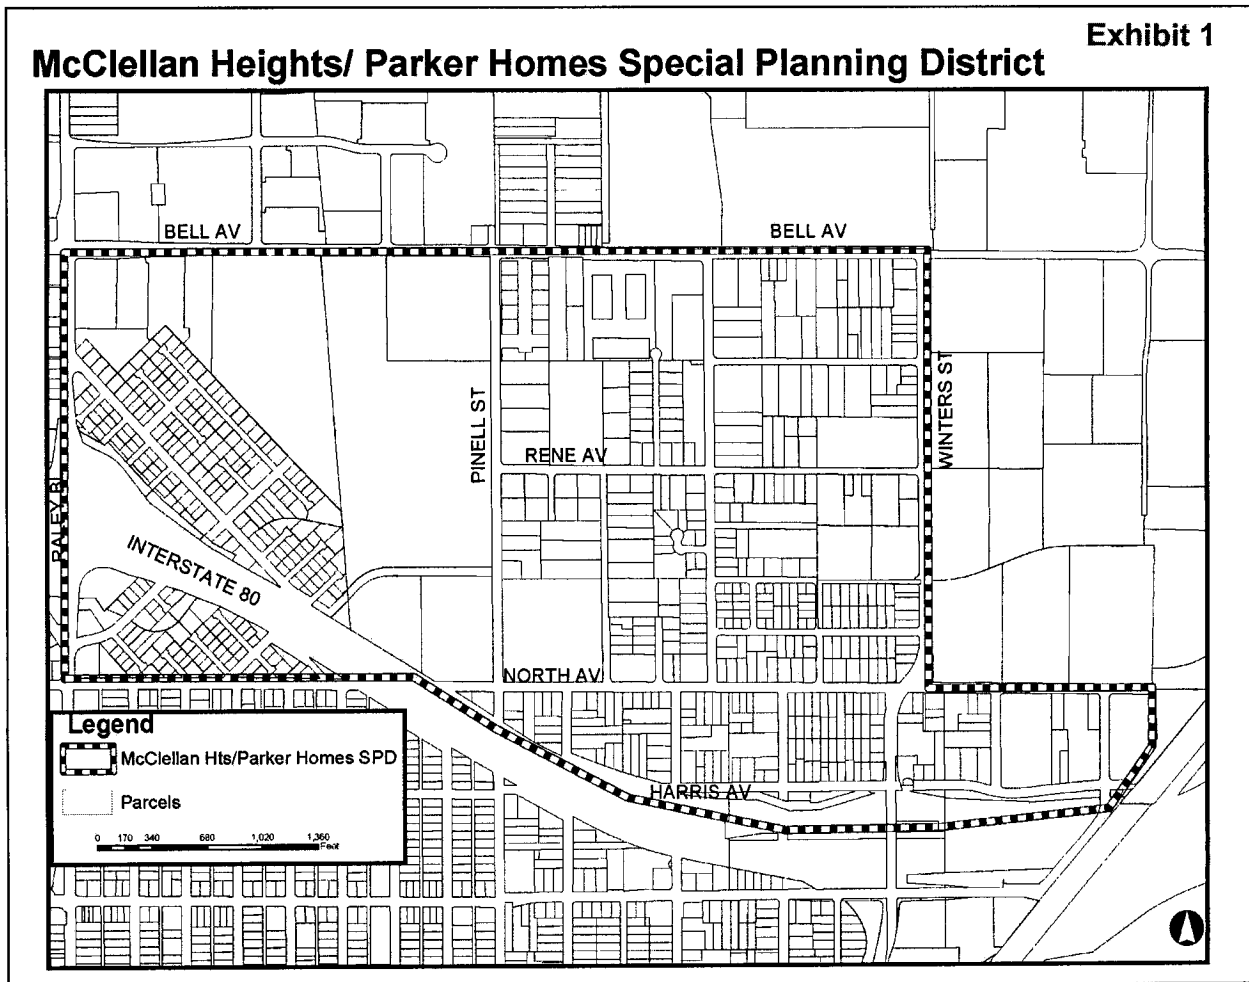 Exhibit 1
McClellan Heights/ Parker Homes Special Planning District
BELL AV
BELL AV
PINELL ST
WINTERS ST
RENE AV
RALEY BL
INTERSTATE 80
NORTH AV
HARRIS AV
Legend
McClellan Hts/Parker Homes SPD
Parcels
0 170 340 680 1,020 1,360
Feet